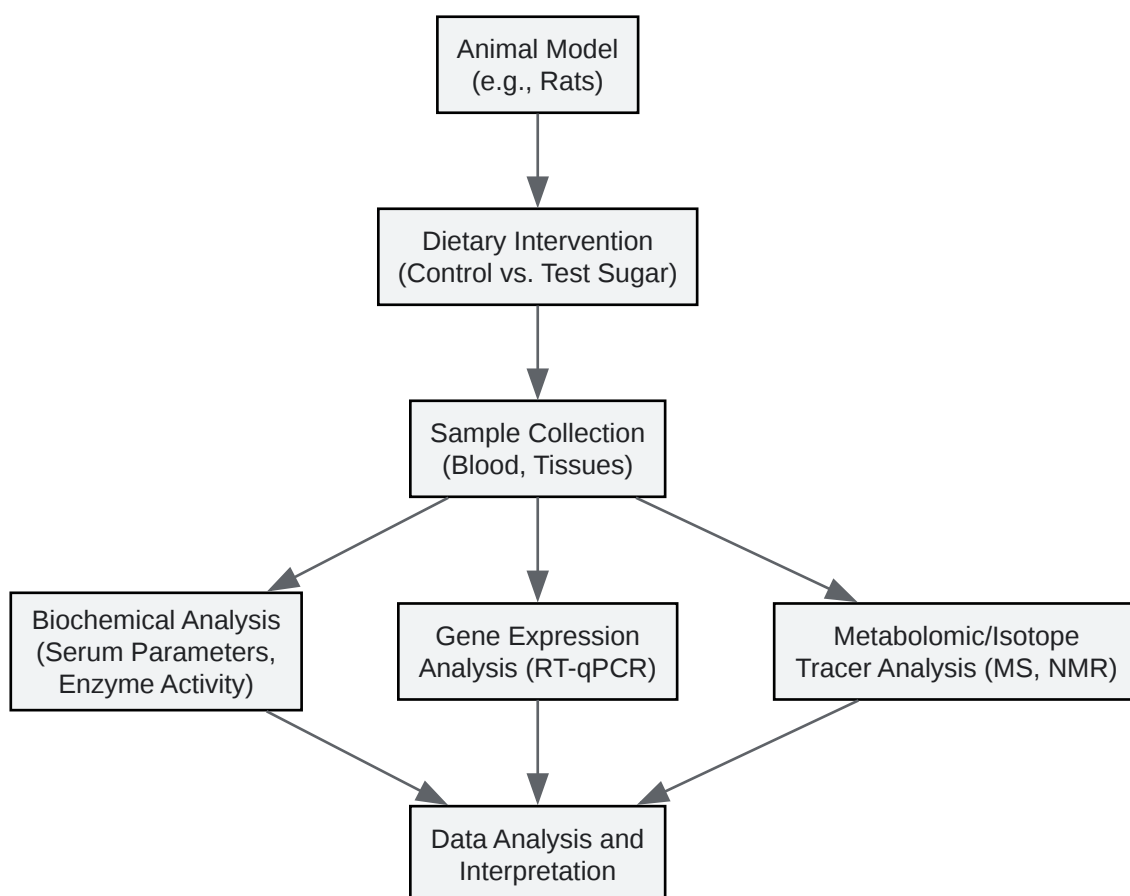 Animal Model
(e.g., Rats)
Dietary Intervention
(Control vs. Test Sugar)
Sample Collection
(Blood, Tissues)
Biochemical Analysis
(Serum Parameters,
Enzyme Activity)
Gene Expression
Analysis (RT-qPCR)
Metabolomic/Isotope
Tracer Analysis (MS, NMR)
Data Analysis and
Interpretation